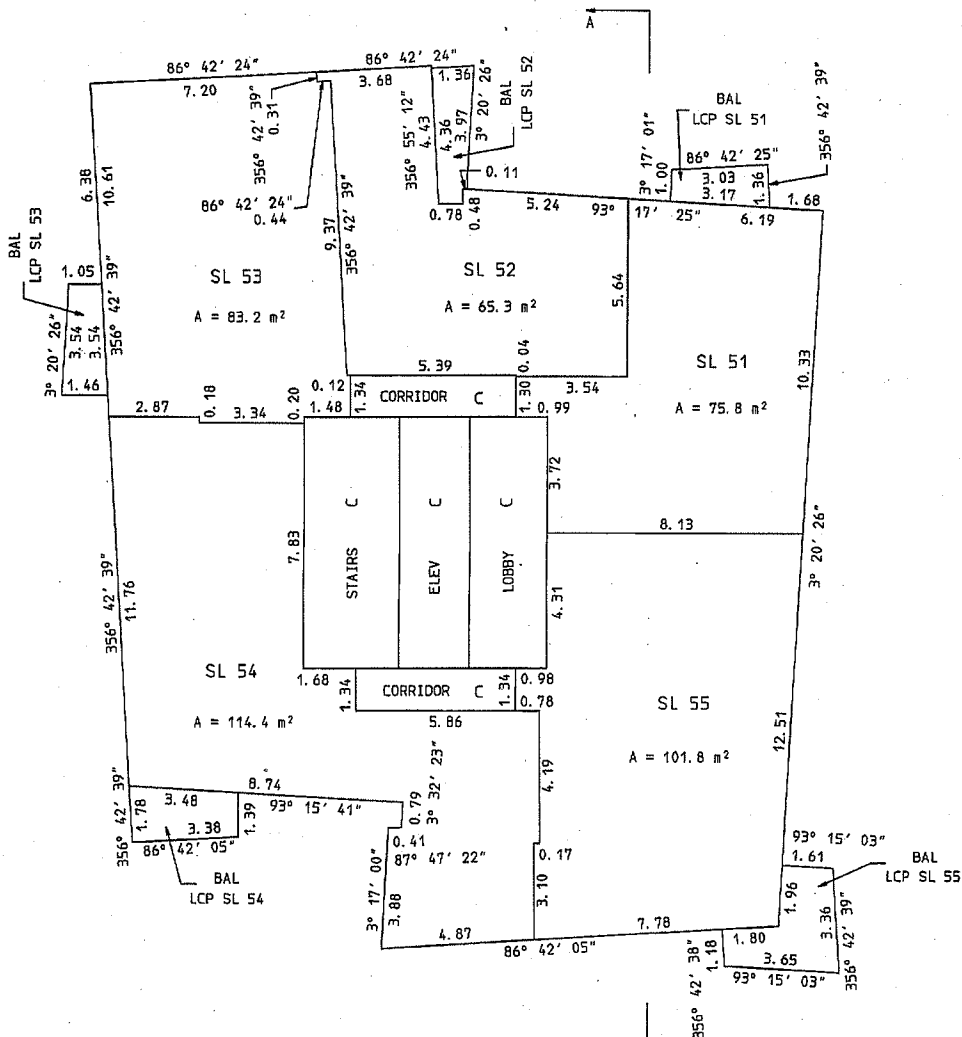 A
86° 42' 24"
7.20
356° 42' 39"
0.31
86° 42' 24"
3.68
1.36
3° 20' 26"
BAL
LCP SL 52
356° 55' 12"
4.43
4.36
3.97
0.11
86° 42' 24"
0.44
9.37
356° 42' 39"
0.78
0.48
5.24
93° 17' 25"
3° 17' 01"
1.00
BAL
LCP SL 51
86° 42' 25"
3.03
3.17
1.36
356° 42' 39"
6.19
1.68
6.38
10.61
BAL
LCP SL 53
1.05
3° 20' 26"
3.54
3.54
356° 42' 39"
1.46
SL 53
A = 83.2 m²
SL 52
A = 65.3 m²
5.64
SL 51
A = 75.8 m²
10.33
5.39
0.04
3.54
0.12
1.34
CORRIDOR C
1.30
0.99
2.87
0.18
3.34
0.20
1.48
3.72
8.13
3° 20' 26"
7.83
STAIRS C
ELEV C
LOBBY C
4.31
356° 42' 39"
11.76
SL 54
A = 114.4 m²
1.68
1.34
CORRIDOR C
1.34
0.98
0.78
5.86
SL 55
A = 101.8 m²
12.51
4.19
356° 42' 39"
1.78
3.48
8.74
93° 15' 41"
3.38
1.39
86° 42' 05"
BAL
LCP SL 54
0.79
3° 32' 23"
0.41
87° 47' 22"
3° 17' 00"
3.88
0.17
3.10
4.87
86° 42' 05"
7.78
93° 15' 03"
1.61
BAL
LCP SL 55
1.96
3.36
356° 42' 39"
1.80
356° 42' 38"
1.18
3.65
93° 15' 03"